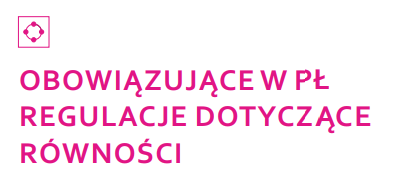 OBOWIĄZUJĄCE W PŁ
REGULACJE DOTYCZĄCE
RÓWNOŚCI